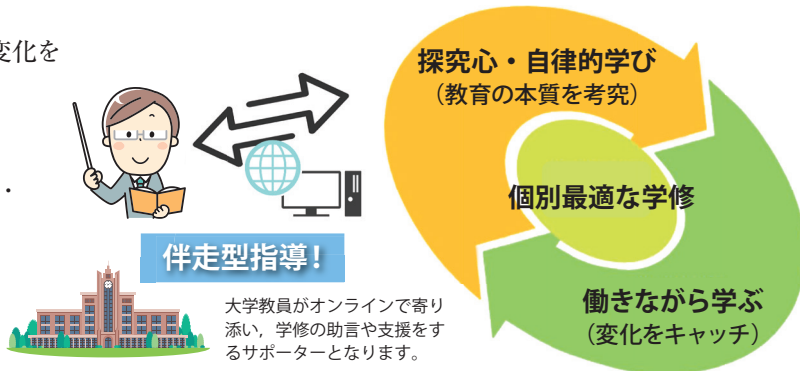 変化を
・
伴走型指導！
大学教員がオンラインで寄り
添い，学修の助言や支援をす
るサポーターとなります。
探究心・自律的学び
（教育の本質を考究）
個別最適な学修
働きながら学ぶ
（変化をキャッチ）